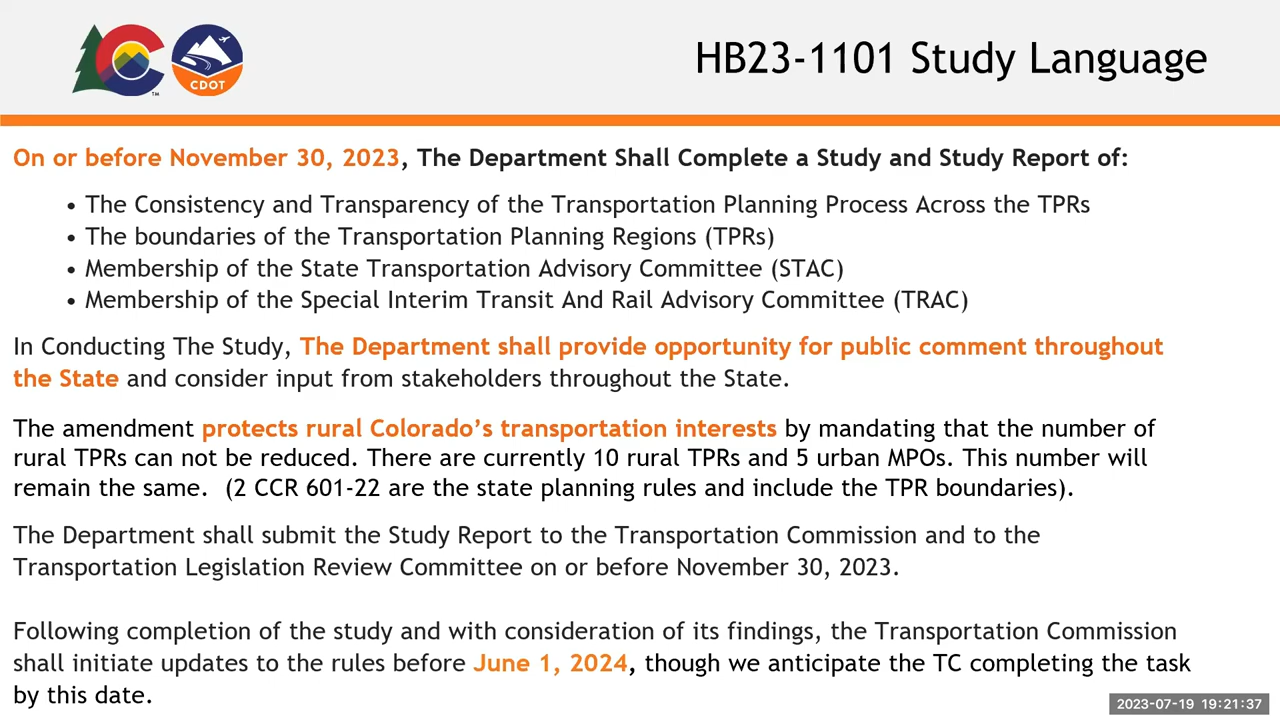 HB23-1101 Study Language
CDOT
TM
On or before November 30, 2023, The Department Shall Complete a Study and Study Report of:
• The Consistency and Transparency of the Transportation Planning Process Across the TPRs
• The boundaries of the Transportation Planning Regions (TPRs)
• Membership of the State Transportation Advisory Committee (STAC)
• Membership of the Special Interim Transit And Rail Advisory Committee (TRAC)
In Conducting The Study, The Department shall provide opportunity for public comment throughout
the State and consider input from stakeholders throughout the State.
The amendment protects rural Colorado’s transportation interests by mandating that the number of
rural TPRs can not be reduced. There are currently 10 rural TPRs and 5 urban MPOs. This number will
remain the same. (2 CCR 601-22 are the state planning rules and include the TPR boundaries).
The Department shall submit the Study Report to the Transportation Commission and to the
Transportation Legislation Review Committee on or before November 30, 2023.
Following completion of the study and with consideration of its findings, the Transportation Commission
shall initiate updates to the rules before June 1, 2024, though we anticipate the TC completing the task
by this date.
2023-07-19 19:21:37